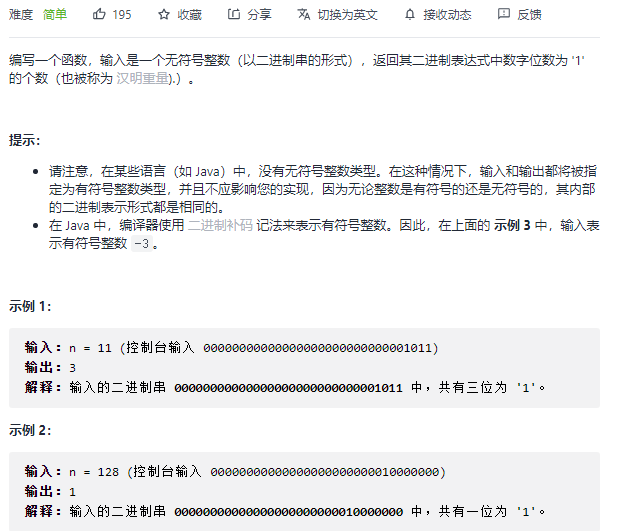 难度 简单 195 收藏 分享 切换为英文 接收动态 反馈
编写一个函数，输入是一个无符号整数（以二进制串的形式），返回其二进制表达式中数字位数为 '1'
的个数（也被称为 汉明重量).）。
提示：
• 请注意，在某些语言（如 Java）中，没有无符号整数类型。在这种情况下，输入和输出都将被指
定为有符号整数类型，并且不应影响您的实现，因为无论整数是有符号的还是无符号的，其内部
的二进制表示形式都是相同的。
• 在 Java 中，编译器使用 二进制补码 记法来表示有符号整数。因此，在上面的 示例 3 中，输入表
示有符号整数 -3。
示例 1：
输入：n = 11 (控制台输入 00000000000000000000000000001011)
输出：3
解释：输入的二进制串 00000000000000000000000000001011 中，共有三位为 '1'。
示例 2：
输入：n = 128 (控制台输入 00000000000000000000000010000000)
输出：1
解释：输入的二进制串 00000000000000000000000010000000 中，共有一位为 '1'。